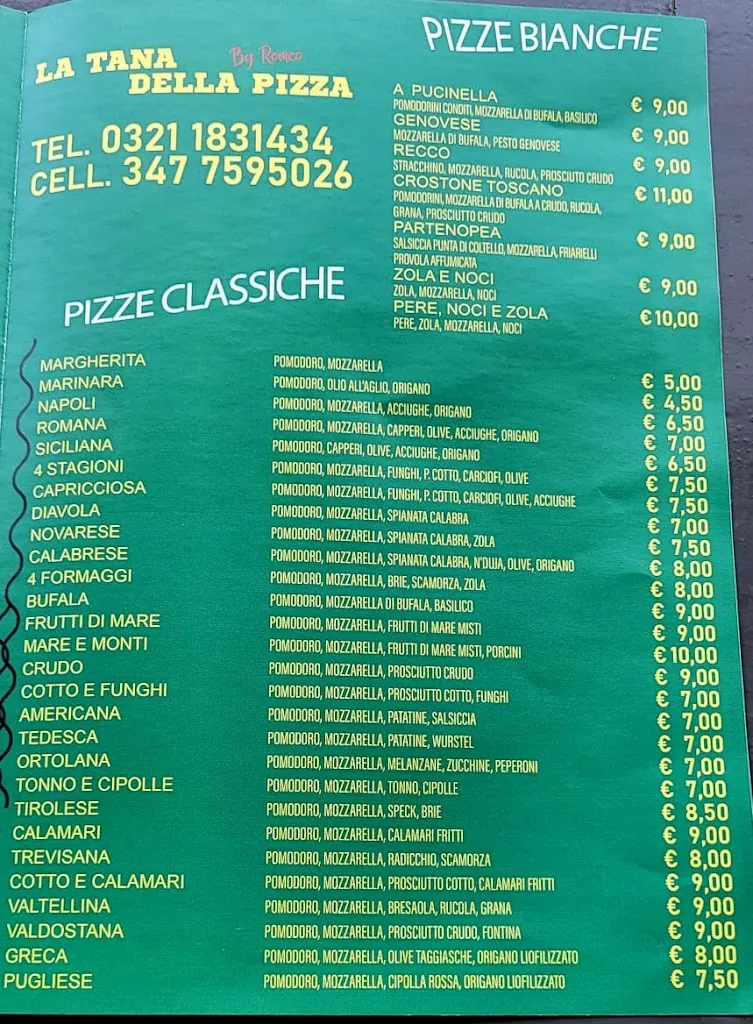 LA TANA By Romeo
DELLA PIZZA
TEL. 0321 1831434
CELL. 347 7595026
PIZZE BIANCHE
A PUCINELLA € 9,00
POMODORINI CONDITI, MOZZARELLA DI BUFALA, BASILICO
GENOVESE € 9,00
MOZZARELLA DI BUFALA, PESTO GENOVESE
RECCO € 9,00
STRACCHINO, MOZZARELLA, RUCOLA, PROSCIUTO CRUDO
CROSTONE TOSCANO € 11,00
POMODORINI, MOZZARELLA DI BUFALA A CRUDO, RUCOLA,
GRANA, PROSCIUTTO CRUDO
PARTENOPEA € 9,00
SALSICCIA PUNTA DI COLTELLO, MOZZARELLA, FRIARIELLI
PROVOLA AFFUMICATA
ZOLA E NOCI € 9,00
ZOLA, MOZZARELLA, NOCI
PERE, NOCI E ZOLA € 10,00
PERE, ZOLA, MOZZARELLA, NOCI
PIZZE CLASSICHE
MARGHERITA POMODORO, MOZZARELLA € 5,00
MARINARA POMODORO, OLIO ALL'AGLIO, ORIGANO € 4,50
NAPOLI POMODORO, MOZZARELLA, ACCIUGHE, ORIGANO € 6,50
ROMANA POMODORO, MOZZARELLA, CAPPERI, OLIVE, ACCIUGHE, ORIGANO € 7,00
SICILIANA POMODORO, CAPPERI, OLIVE, ACCIUGHE, ORIGANO € 6,50
4 STAGIONI POMODORO, MOZZARELLA, FUNGHI, P. COTTO, CARCIOFI, OLIVE € 7,50
CAPRICCIOSA POMODORO, MOZZARELLA, FUNGHI, P. COTTO, CARCIOFI, OLIVE, ACCIUGHE € 7,50
DIAVOLA POMODORO, MOZZARELLA, SPIANATA CALABRA € 7,00
NOVARESE POMODORO, MOZZARELLA, SPIANATA CALABRA, ZOLA € 7,50
CALABRESE POMODORO, MOZZARELLA, SPIANATA CALABRA, N'DUJA, OLIVE, ORIGANO € 8,00
4 FORMAGGI POMODORO, MOZZARELLA, BRIE, SCAMORZA, ZOLA € 8,00
BUFALA POMODORO, MOZZARELLA DI BUFALA, BASILICO € 9,00
FRUTTI DI MARE POMODORO, MOZZARELLA, FRUTTI DI MARE MISTI € 9,00
MARE E MONTI POMODORO, MOZZARELLA, FRUTTI DI MARE MISTI, PORCINI € 10,00
CRUDO POMODORO, MOZZARELLA, PROSCIUTTO CRUDO € 9,00
COTTO E FUNGHI POMODORO, MOZZARELLA, PROSCIUTTO COTTO, FUNGHI € 7,00
AMERICANA POMODORO, MOZZARELLA, PATATINE, SALSICCIA € 7,00
TEDESCA POMODORO, MOZZARELLA, PATATINE, WURSTEL € 7,00
ORTOLANA POMODORO, MOZZARELLA, MELANZANE, ZUCCHINE, PEPERONI € 7,00
TONNO E CIPOLLE POMODORO, MOZZARELLA, TONNO, CIPOLLE € 7,00
TIROLESE POMODORO, MOZZARELLA, SPECK, BRIE € 8,50
CALAMARI POMODORO, MOZZARELLA, CALAMARI FRITTI € 9,00
TREVISANA POMODORO, MOZZARELLA, RADICCHIO, SCAMORZA € 8,00
COTTO E CALAMARI POMODORO, MOZZARELLA, PROSCIUTTO COTTO, CALAMARI FRITTI € 9,00
VALTELLINA POMODORO, MOZZARELLA, BRESAOLA, RUCOLA, GRANA € 9,00
VALDOSTANA POMODORO, MOZZARELLA, PROSCIUTTO CRUDO, FONTINA € 9,00
GRECA POMODORO, MOZZARELLA, OLIVE TAGGIASCHE, ORIGANO LIOFILIZZATO € 8,00
PUGLIESE POMODORO, MOZZARELLA, CIPOLLA ROSSA, ORIGANO LIOFILIZZATO € 7,50